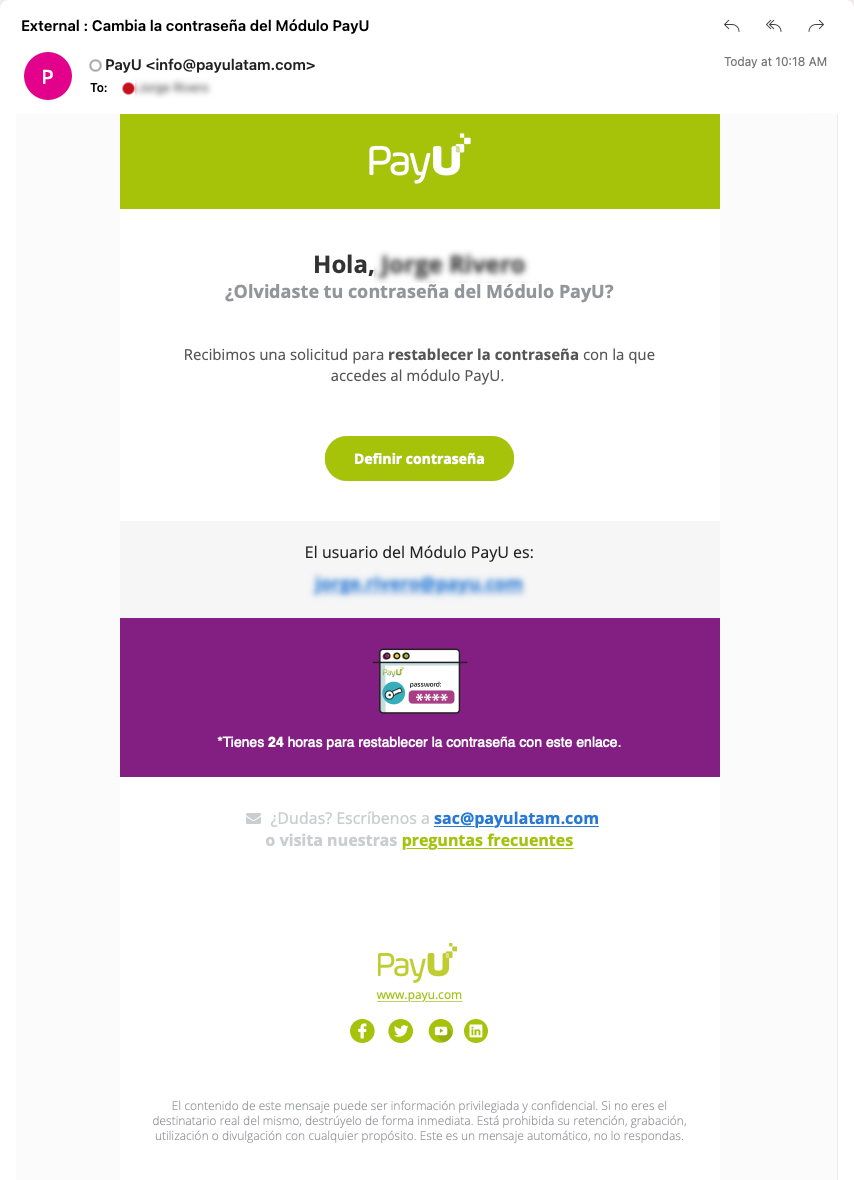 External : Cambia la contraseña del Módulo PayU
P
PayU <info@payulatam.com>
Today at 10:18 AM
To:
PayU
Hola,
¿Olvidaste tu contraseña del Módulo PayU?
Recibimos una solicitud para restablecer la contraseña con la que
accedes al módulo PayU.
Definir contraseña
El usuario del Módulo PayU es:
PayU
password:
****
*Tienes 24 horas para restablecer la contraseña con este enlace.
¿Dudas? Escríbenos a sac@payulatam.com
o visita nuestras preguntas frecuentes
PayU
www.payu.com
El contenido de este mensaje puede ser información privilegiada y confidencial. Si no eres el
destinatario real del mismo, destrúyelo de forma inmediata. Está prohibida su retención, grabación,
utilización o divulgación con cualquier propósito. Este es un mensaje automático, no lo respondas.